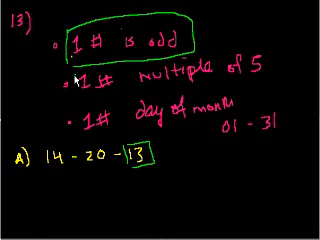 13)
• 1 # is odd
• 1 # multiple of 5
• 1 # day of month
01 - 31
A) 14 - 20 - 13